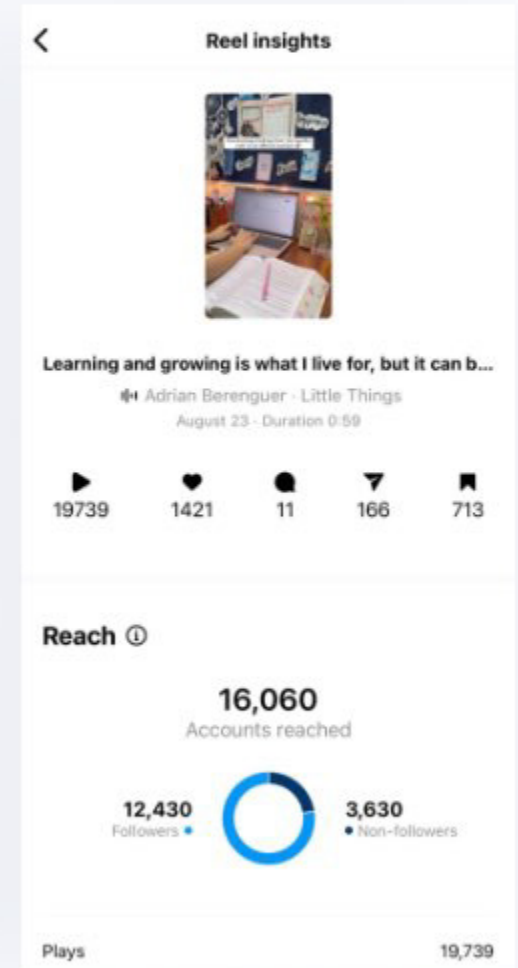 Reel insights
Learning and growing is what I live for, but it can b...
Adrian Berenguer · Little Things
August 23 · Duration 0:59
19739 1421 11 166 713
Reach
16,060
Accounts reached
12,430 3,630
Followers Non-followers
Plays 19,739